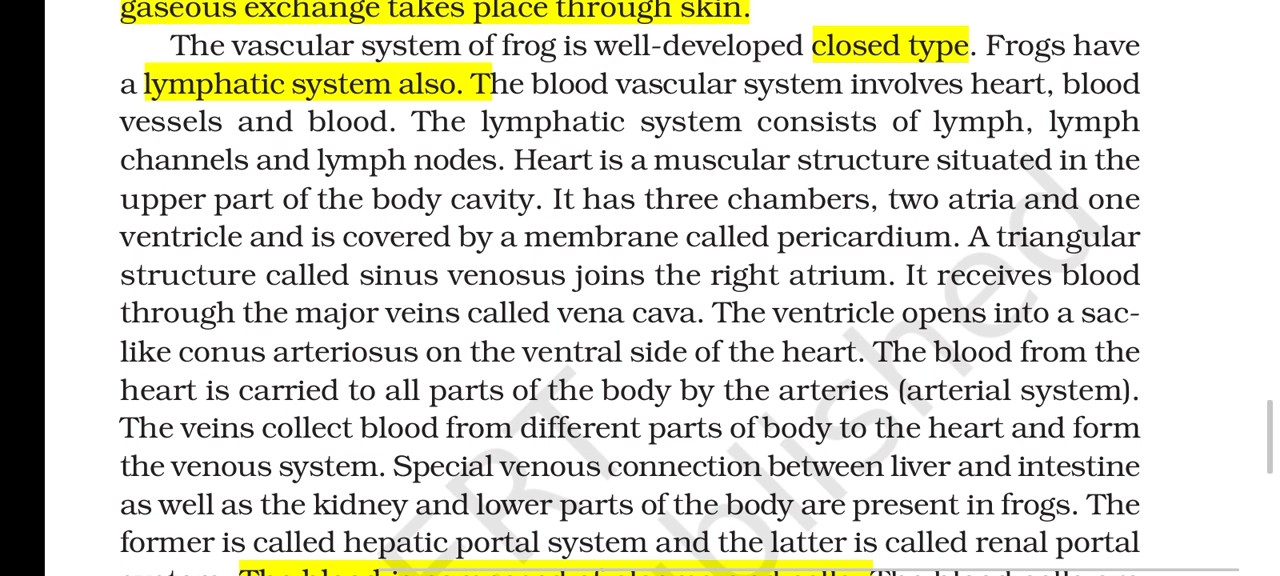 gaseous exchange takes place through skin.
The vascular system of frog is well-developed closed type. Frogs have
a lymphatic system also. The blood vascular system involves heart, blood
vessels and blood. The lymphatic system consists of lymph, lymph
channels and lymph nodes. Heart is a muscular structure situated in the
upper part of the body cavity. It has three chambers, two atria and one
ventricle and is covered by a membrane called pericardium. A triangular
structure called sinus venosus joins the right atrium. It receives blood
through the major veins called vena cava. The ventricle opens into a sac-
like conus arteriosus on the ventral side of the heart. The blood from the
heart is carried to all parts of the body by the arteries (arterial system).
The veins collect blood from different parts of body to the heart and form
the venous system. Special venous connection between liver and intestine
as well as the kidney and lower parts of the body are present in frogs. The
former is called hepatic portal system and the latter is called renal portal